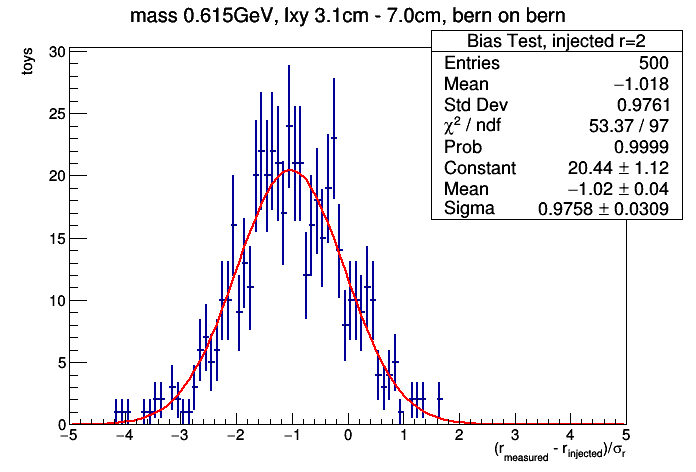 mass 0.615GeV, lxy 3.1cm - 7.0cm, bern on bern
Bias Test, injected r=2
Entries 500
Mean −1.018
Std Dev 0.9761
χ² / ndf 53.37 / 97
Prob 0.9999
Constant 20.44 ± 1.12
Mean −1.02 ± 0.04
Sigma 0.9758 ± 0.0309
toys
30
25
20
15
10
5
0
−5 −4 −3 −2 −1 0 1 2 3 4 5
(r_measured - r_injected)/σ_r